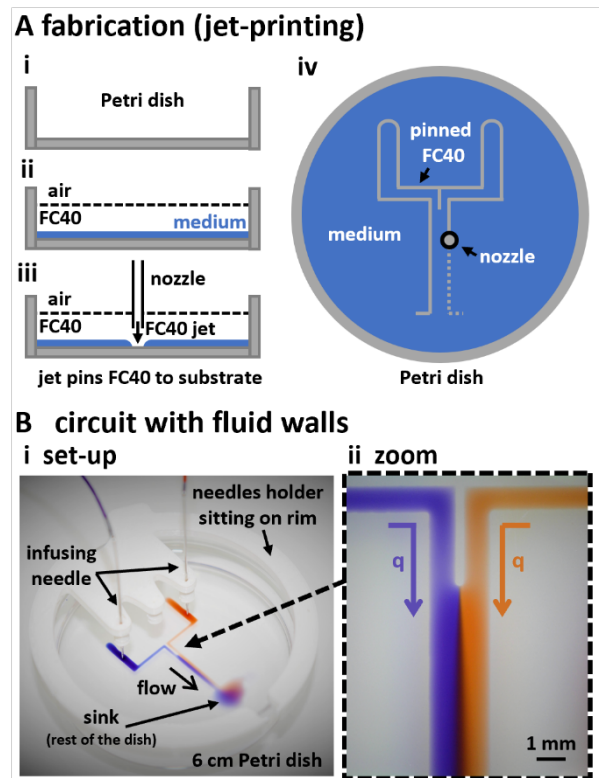 A fabrication (jet-printing)
i
Petri dish
ii
air
FC40
medium
iii
nozzle
air
FC40
FC40 jet
jet pins FC40 to substrate
iv
pinned
FC40
medium
nozzle
Petri dish
B circuit with fluid walls
i set-up
needles holder
sitting on rim
infusing
needle
flow
sink
(rest of the dish)
6 cm Petri dish
ii zoom
q
q
1 mm